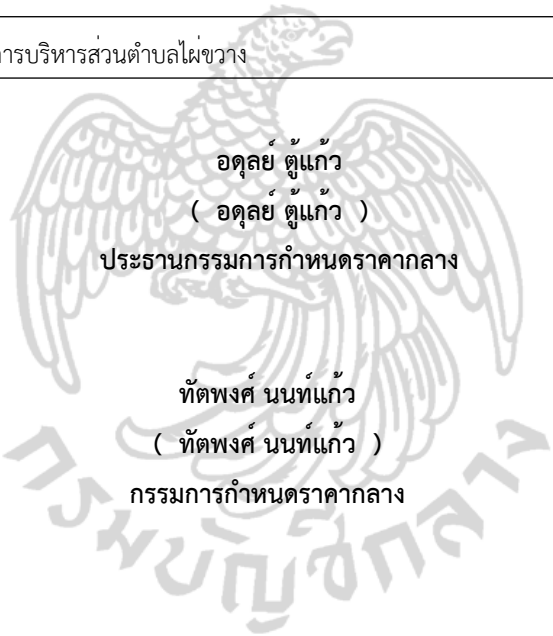 การบริหารส่วนตำบลไผ่ขวาง
อดุลย์ ตู้แก้ว
( อดุลย์ ตู้แก้ว )
ประธานกรรมการกำหนดราคากลาง
ทัตพงศ์ นนท์แก้ว
( ทัตพงศ์ นนท์แก้ว )
กรรมการกำหนดราคากลาง
กรมบัญชีกลาง